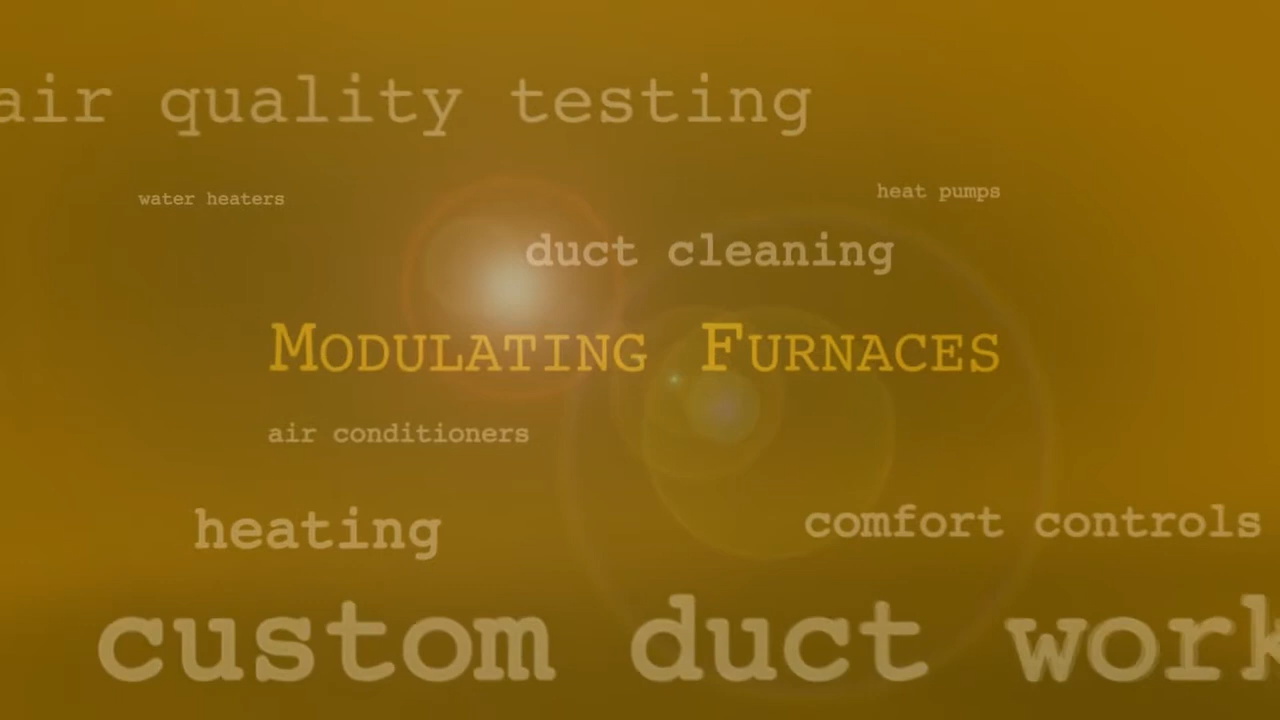 air quality testing
water heaters
heat pumps
duct cleaning
MODULATING FURNACES
air conditioners
heating
comfort controls
custom duct work